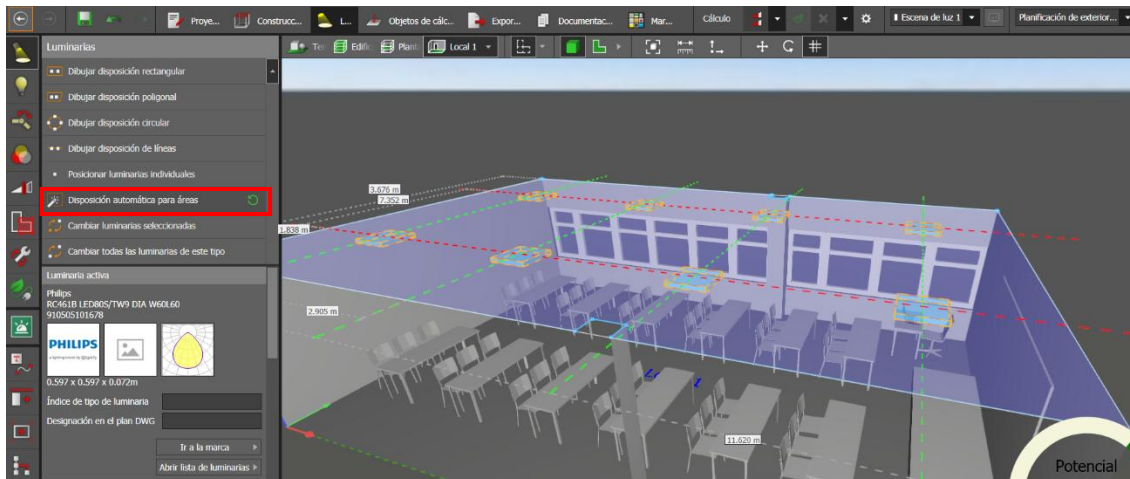 Proye...
Construcc...
L...
Objetos de cálc...
Expor...
Documentac...
Mar...
Cálculo
Escena de luz 1
Planificación de exterior...
Luminarias
Te
Edific
Plant
Local 1
Dibujar disposición rectangular
Dibujar disposición poligonal
Dibujar disposición circular
Dibujar disposición de líneas
Posicionar luminarias individuales
Disposición automática para áreas
Cambiar luminarias seleccionadas
Cambiar todas las luminarias de este tipo
Luminaria activa
Philips
RC461B LED80S/TW9 DIA W60L60
910505101678
PHILIPS
0.597 x 0.597 x 0.072m
Índice de tipo de luminaria
Designación en el plan DWG
Ir a la marca
Abrir lista de luminarias
3.676 m
7.352 m
1.838 m
2.905 m
11.620 m
Potencial